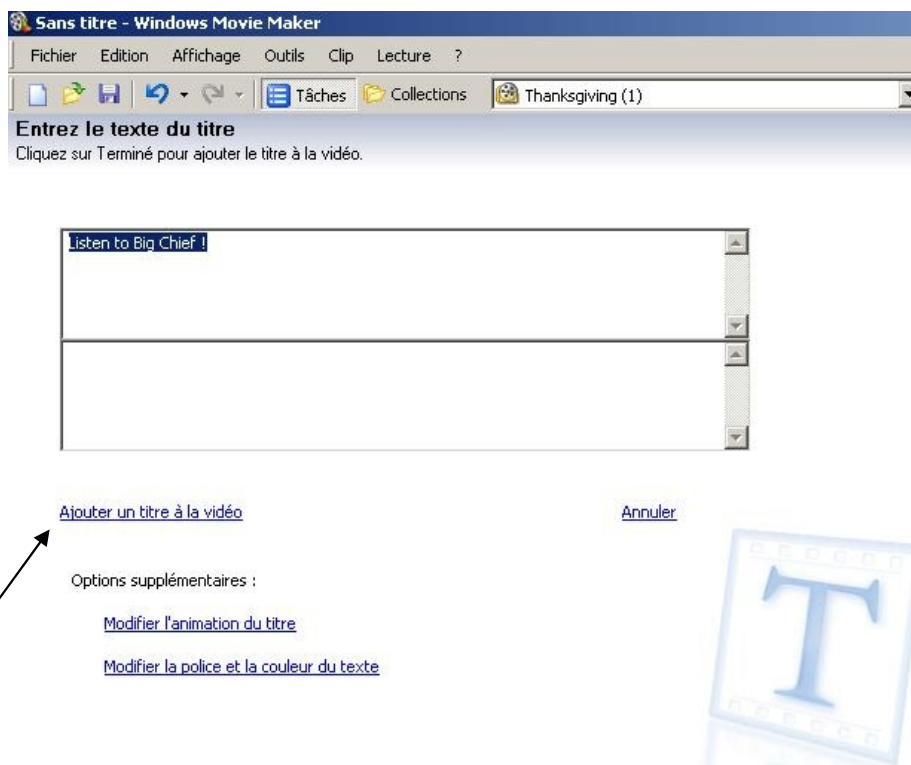 Sans titre - Windows Movie Maker
Fichier Edition Affichage Outils Clip Lecture ?
Tâches Collections Thanksgiving (1)
Entrez le texte du titre
Cliquez sur Terminé pour ajouter le titre à la vidéo.
Listen to Big Chief !
Ajouter un titre à la vidéo Annuler
Options supplémentaires :
Modifier l'animation du titre
Modifier la police et la couleur du texte
T